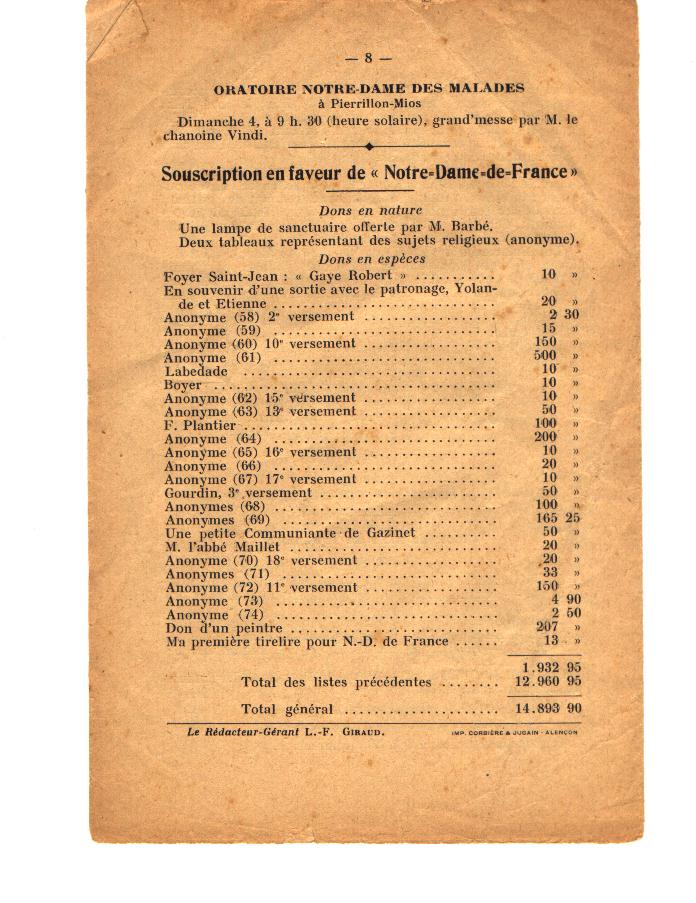 — 8 —
ORATOIRE NOTRE-DAME DES MALADES
à Pierrillon-Mios
Dimanche 4, à 9 h. 30 (heure solaire), grand'messe par M. le
chanoine Vindi.
Souscription en faveur de « Notre-Dame-de-France »
Dons en nature
Une lampe de sanctuaire offerte par M. Barbé.
Deux tableaux représentant des sujets religieux (anonyme).
Dons en espèces
Foyer Saint-Jean : « Gaye Robert » ........... 10 »
En souvenir d'une sortie avec le patronage, Yolan-
de et Etienne ............................ 20 »
Anonyme (58) 2e versement ................ 2 30
Anonyme (59) ............................ 15 »
Anonyme (60) 10e versement ................ 150 »
Anonyme (61) ............................ 500 »
Labedade ................................ 10 »
Boyer .................................... 10 »
Anonyme (62) 15e versement ................ 10 »
Anonyme (63) 13e versement ................ 50 »
F. Plantier ................................ 100 »
Anonyme (64) ............................ 200 »
Anonyme (65) 16e versement ................ 10 »
Anonyme (66) ............................ 20 »
Anonyme (67) 17e versement ................ 10 »
Gourdin, 3e versement ...................... 50 »
Anonymes (68) ............................ 100 »
Anonymes (69) ............................ 165 25
Une petite Communiante de Gazinet .......... 50 »
M. l'abbé Maillet .......................... 20 »
Anonyme (70) 18e versement ................ 20 »
Anonymes (71) ............................ 33 »
Anonyme (72) 11e versement ................ 150 »
Anonyme (73) ............................ 4 90
Anonyme (74) ............................ 2 50
Don d'un peintre .......................... 207 »
Ma première tirelire pour N.-D. de France ...... 13 »
1.932 95
Total des listes précédentes ........ 12.960 95
Total général ...................... 14.893 90
Le Rédacteur-Gérant L.-F. GIRAUD.
IMP. CORBIÈRE & JUGAIN - ALENÇON